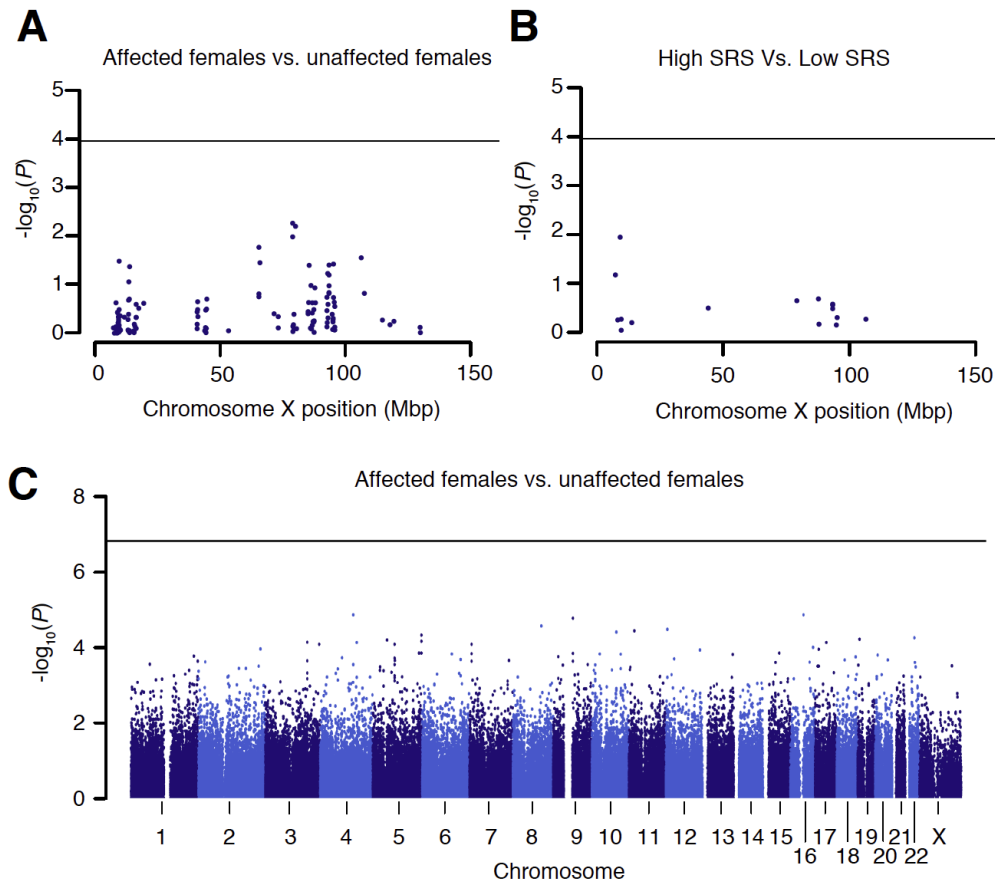 A
B
Affected females vs. unaffected females
High SRS Vs. Low SRS
5
4
3
2
1
0
-log10(P)
0 50 100 150
Chromosome X position (Mbp)
5
4
3
2
1
0
-log10(P)
0 50 100 150
Chromosome X position (Mbp)
C
Affected females vs. unaffected females
8
6
4
2
0
-log10(P)
1 2 3 4 5 6 7 8 9 10 11 12 13 14 15 17 19 21 X
16 18 20 22
Chromosome